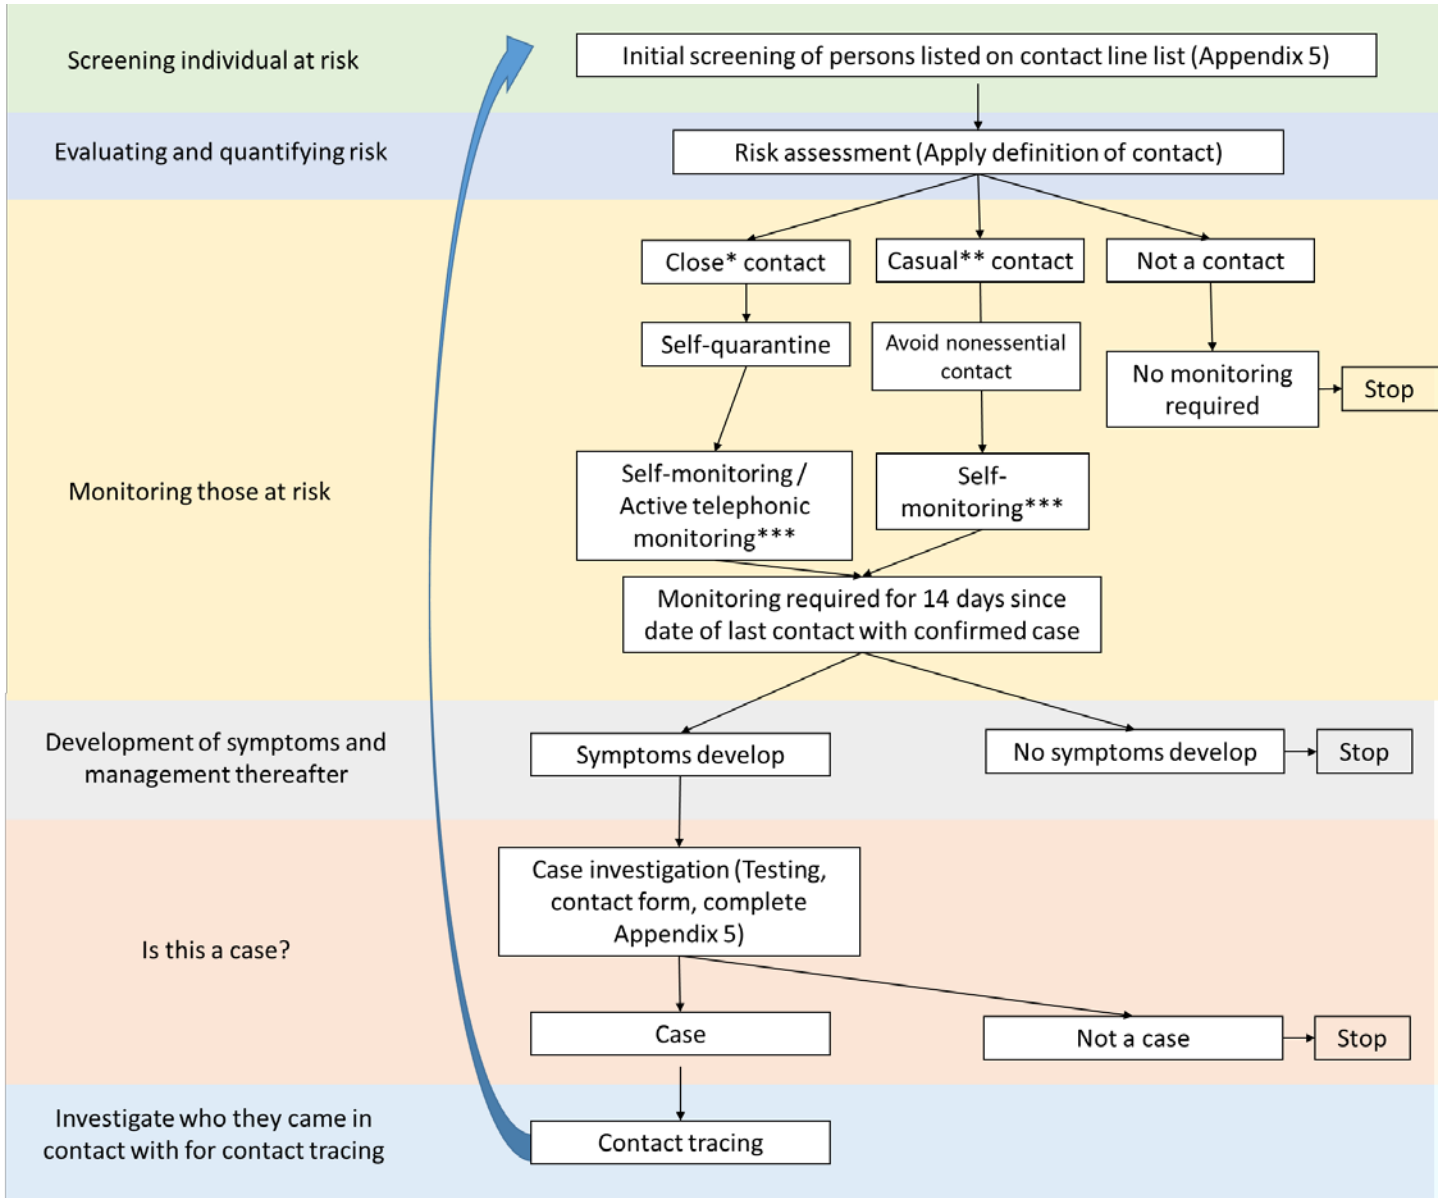 Screening individual at risk
Initial screening of persons listed on contact line list (Appendix 5)
Evaluating and quantifying risk
Risk assessment (Apply definition of contact)
Close* contact
Casual** contact
Not a contact
Self-quarantine
Avoid nonessential
contact
No monitoring
required
Stop
Monitoring those at risk
Self-monitoring /
Active telephonic
monitoring***
Self-
monitoring***
Monitoring required for 14 days since
date of last contact with confirmed case
Development of symptoms and
management thereafter
Symptoms develop
No symptoms develop
Stop
Is this a case?
Case investigation (Testing,
contact form, complete
Appendix 5)
Case
Not a case
Stop
Investigate who they came in
contact with for contact tracing
Contact tracing